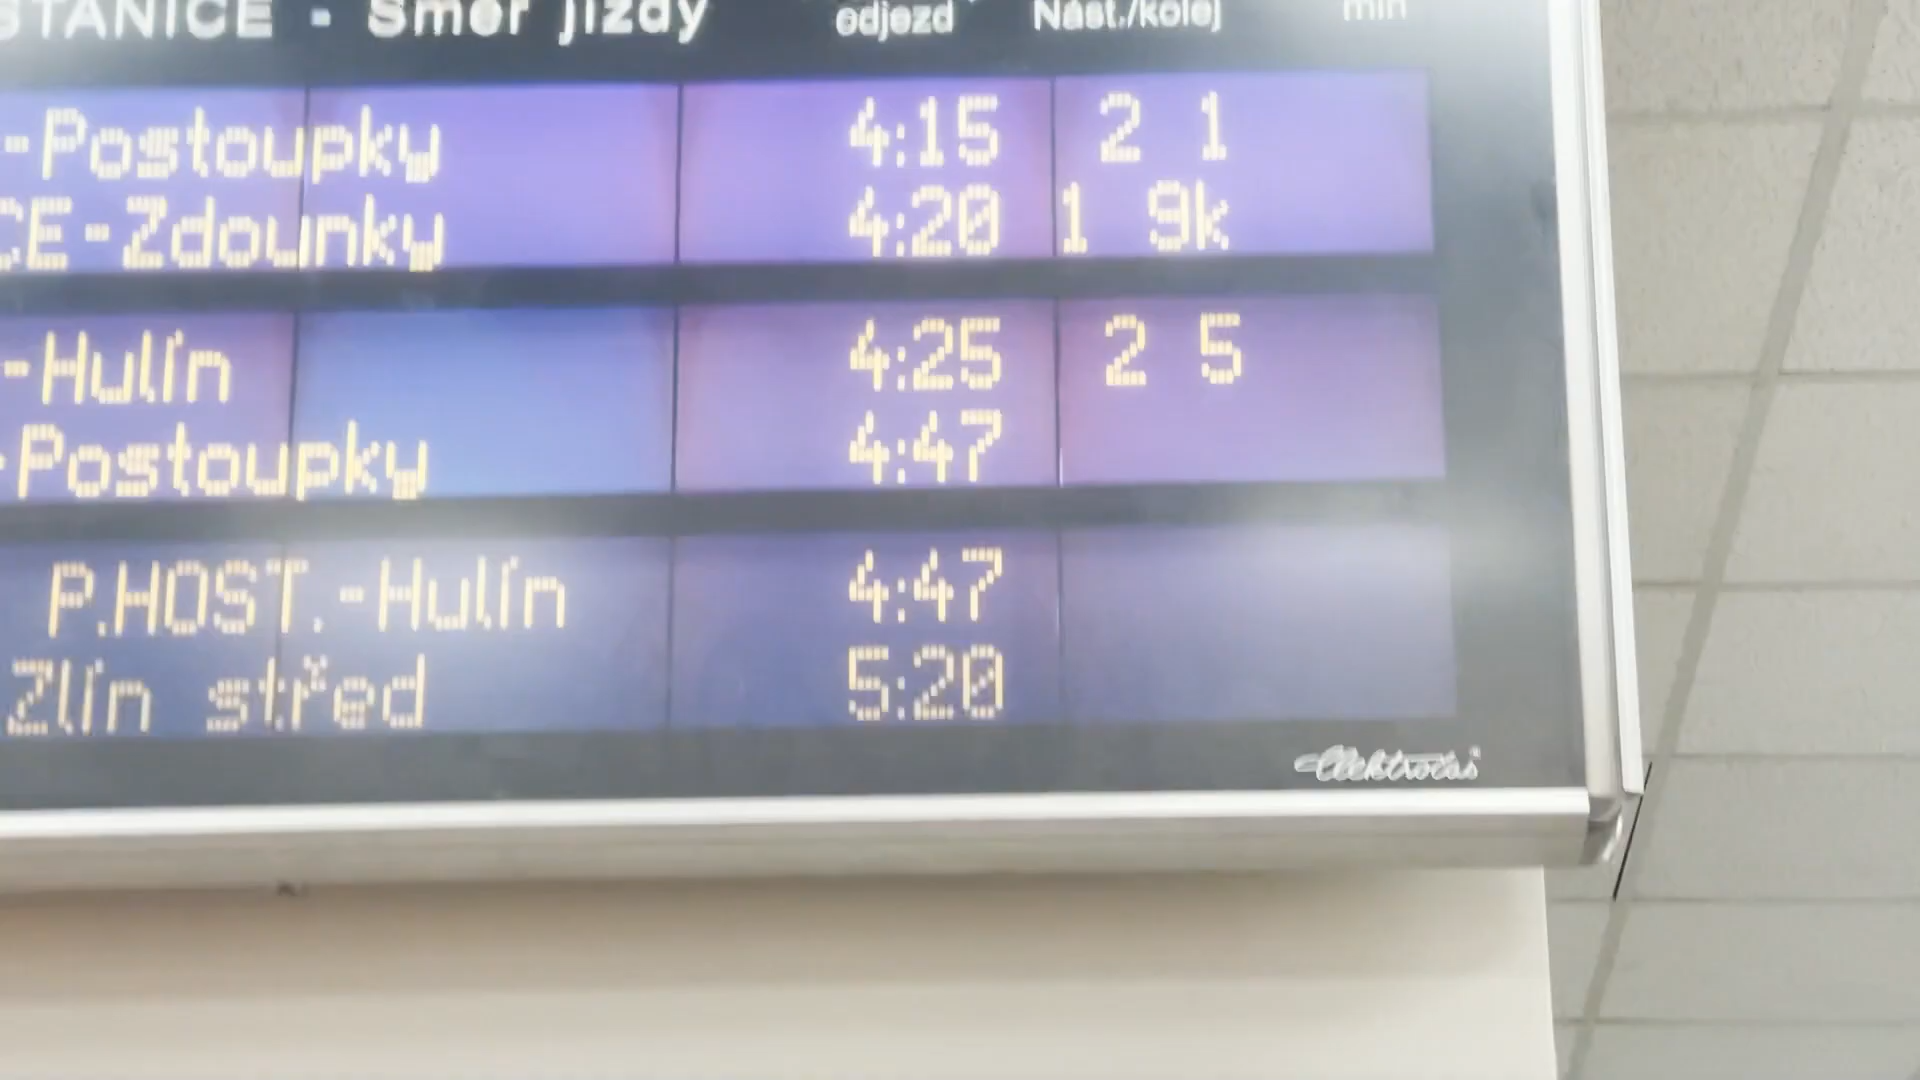 STANICE - Směr jízdy odjezd Nást./kolej min
-Postoupky 4:15 2 1
CE-Zdounky 4:20 1 9k
-Hulín 4:25 2 5
-Postoupky 4:47
P.HOST.-Hulín 4:47
Zlín střed 5:20
elektročas